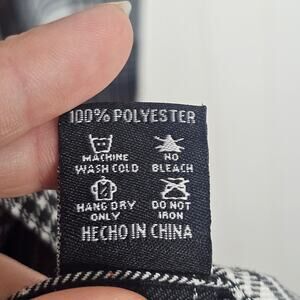 100% POLYESTER
MACHINE WASH COLD
NO BLEACH
HANG DRY ONLY
DO NOT IRON
HECHO IN CHINA